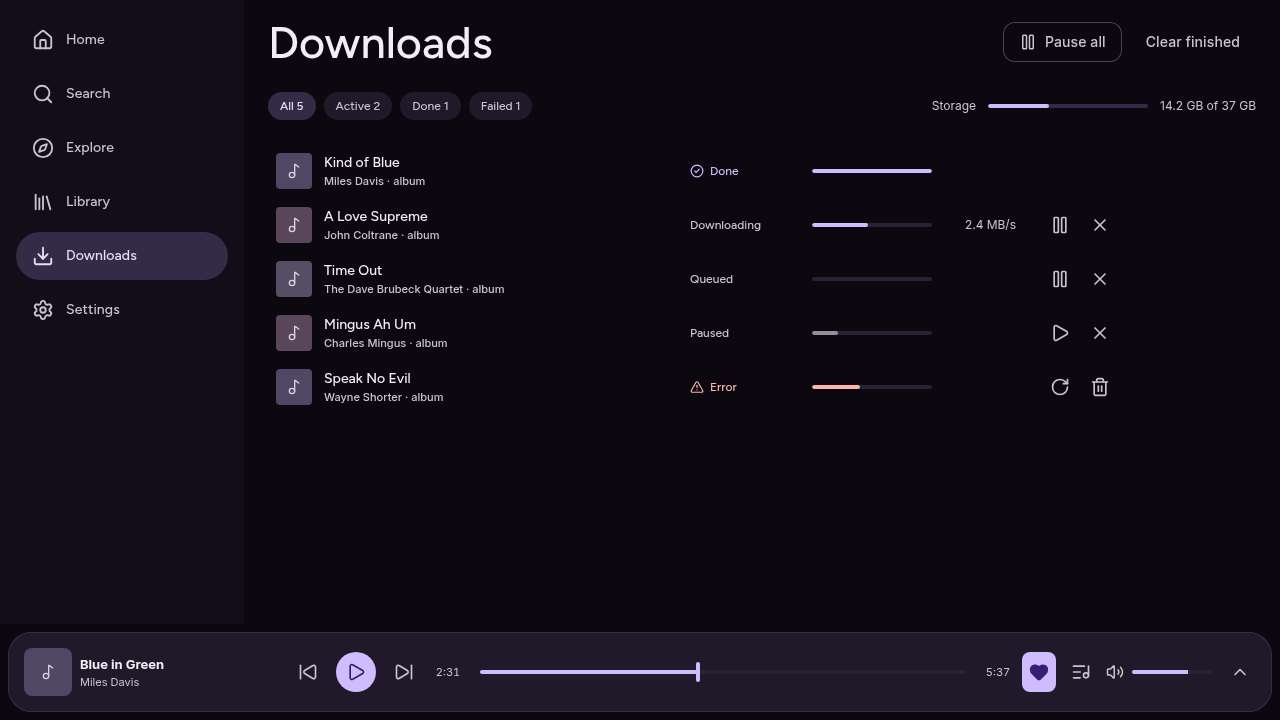 Home
Search
Explore
Library
Downloads
Settings
Downloads
Pause all
Clear finished
All 5
Active 2
Done 1
Failed 1
Storage
14.2 GB of 37 GB
Kind of Blue
Miles Davis · album
Done
A Love Supreme
John Coltrane · album
Downloading
2.4 MB/s
Time Out
The Dave Brubeck Quartet · album
Queued
Mingus Ah Um
Charles Mingus · album
Paused
Speak No Evil
Wayne Shorter · album
Error
Blue in Green
Miles Davis
2:31
5:37